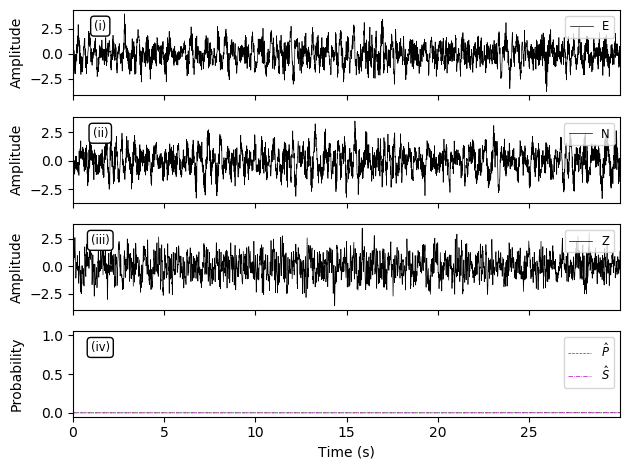 (i)
E
Amplitude
2.5
0.0
−2.5
(ii)
N
Amplitude
2.5
0.0
−2.5
(iii)
Z
Amplitude
2.5
0.0
−2.5
(iv)
P̂
Ŝ
Probability
1.0
0.5
0.0
0 5 10 15 20 25
Time (s)